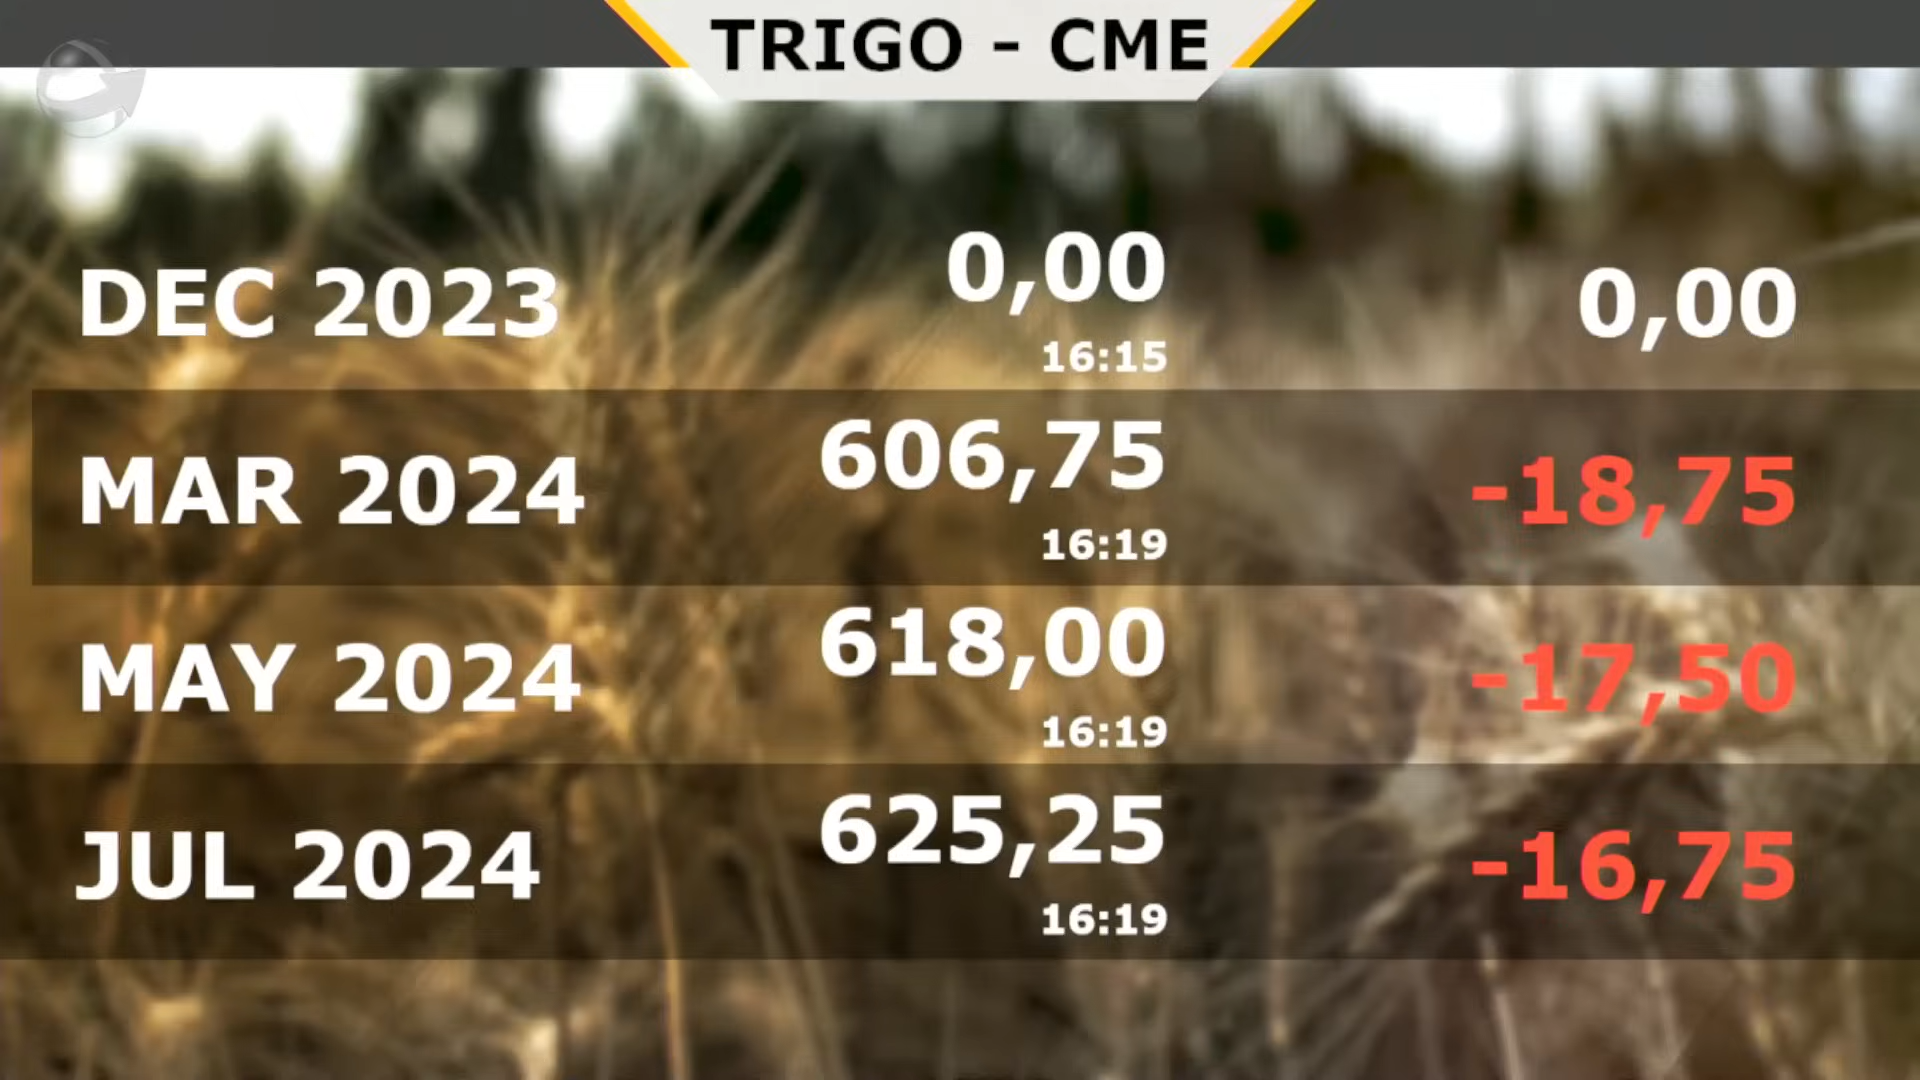 TRIGO - CME
DEC 2023 0,00 0,00
16:15
MAR 2024 606,75 -18,75
16:19
MAY 2024 618,00 -17,50
16:19
JUL 2024 625,25 -16,75
16:19